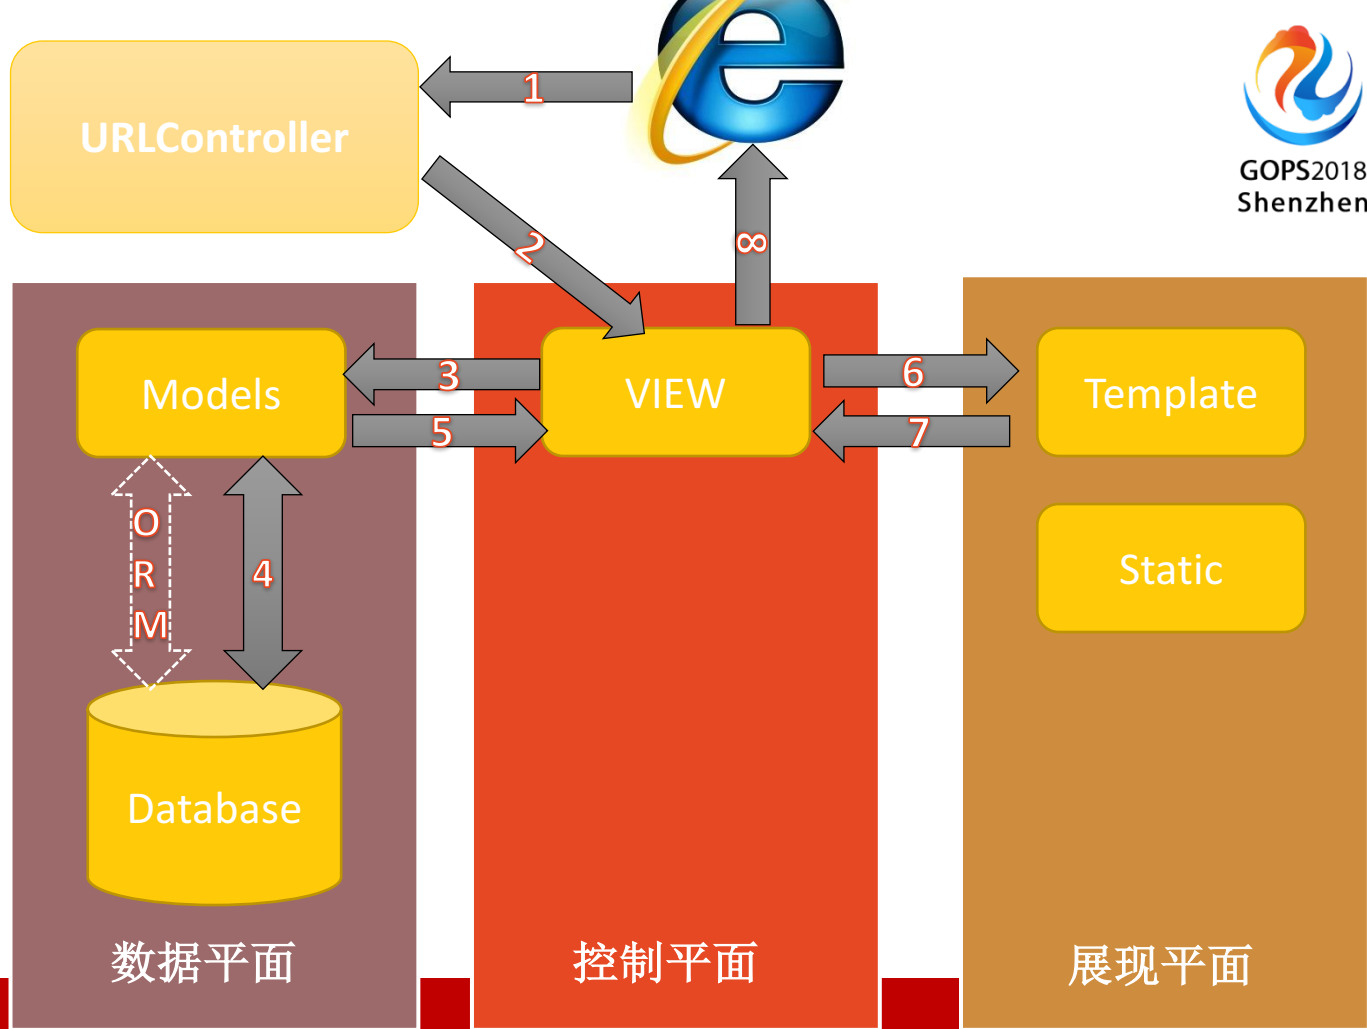 1
URLController
GOPS2018
Shenzhen
2
8
3
6
Models
VIEW
Template
5
7
O
R
M
4
Static
Database
数据平面
控制平面
展现平面